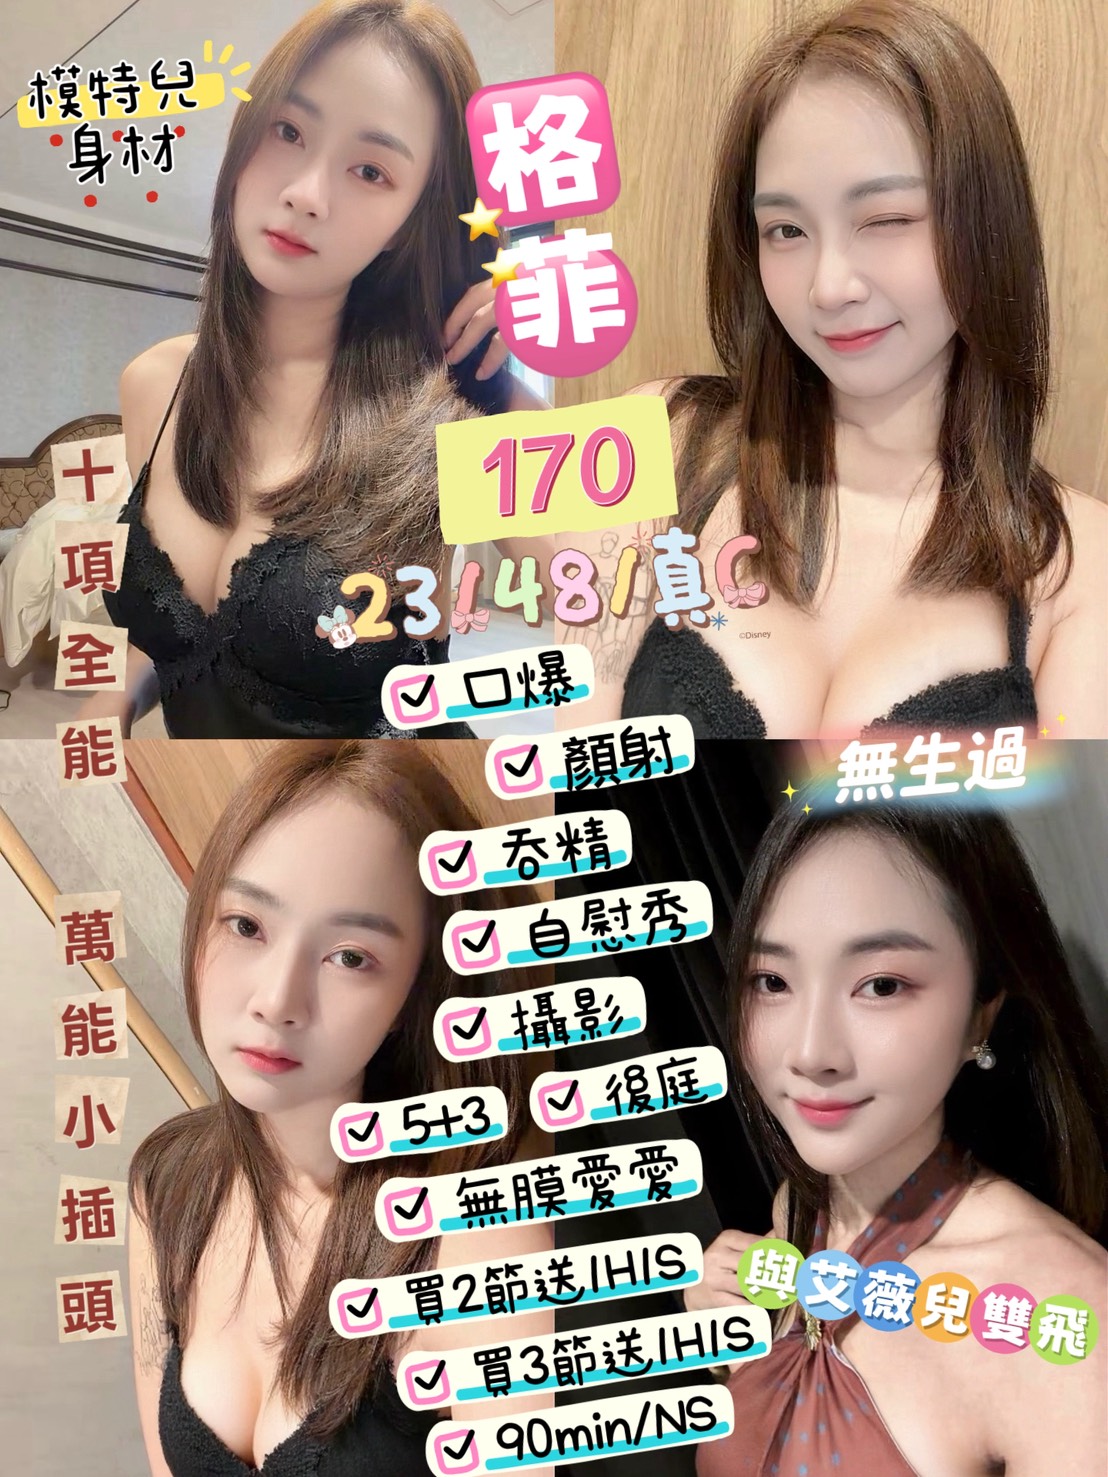 模特兒
身材
格菲
170
23/48/真C
©Disney
十項全能
萬能小插頭
口爆
顏射
無生過
吞精
自慰秀
攝影
5+3
後庭
無膜愛愛
買2節送1H1S
與艾薇兒雙飛
買3節送1H1S
90min/NS